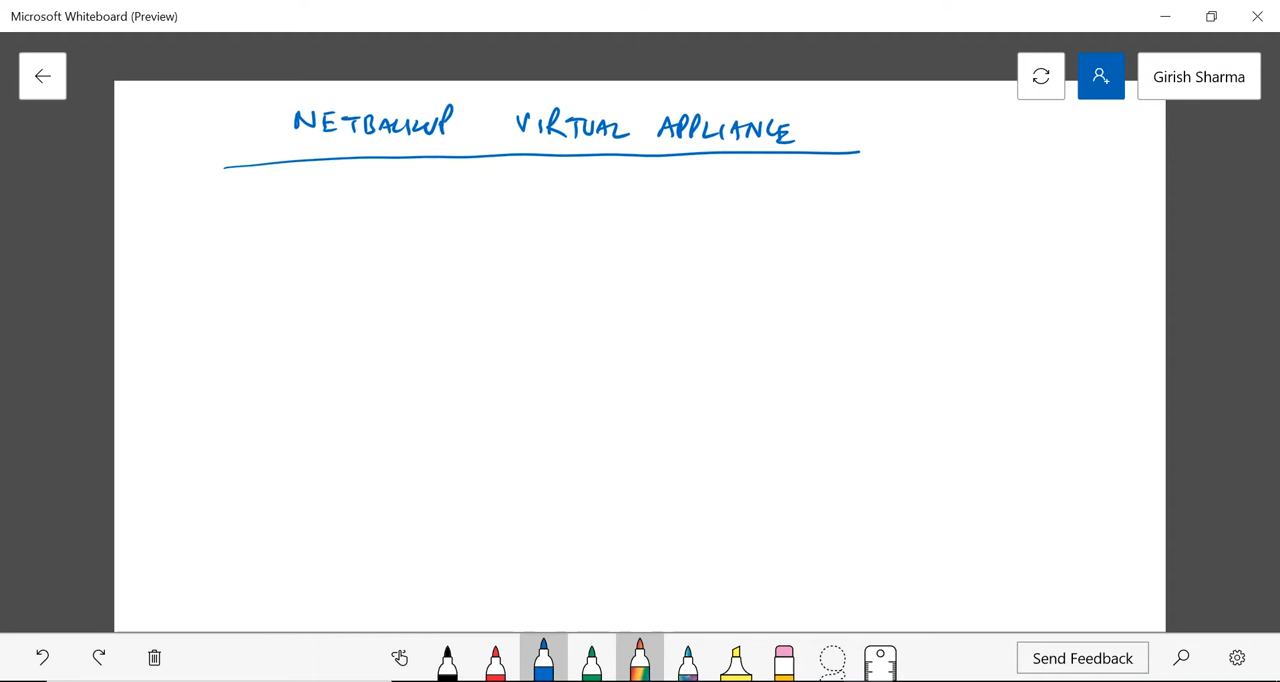 Microsoft Whiteboard (Preview)
Girish Sharma
NETBACKUP VIRTUAL APPLIANCE
Send Feedback